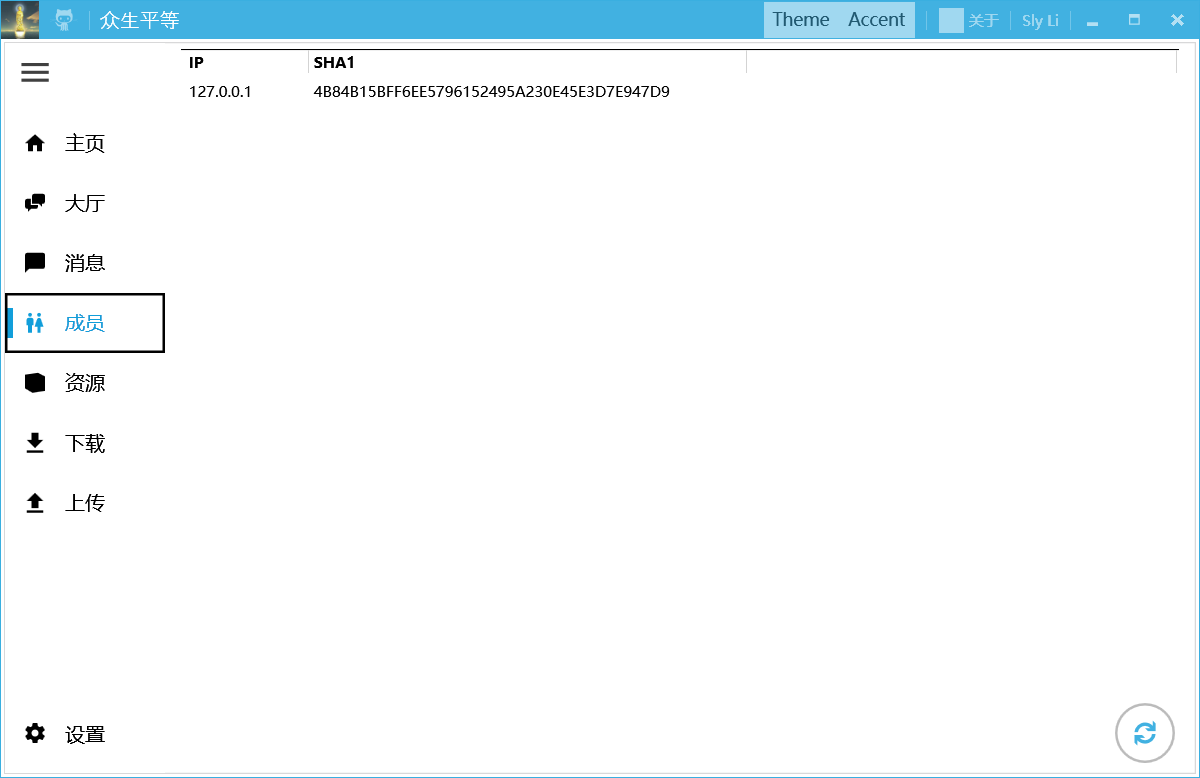 众生平等
Theme Accent 关于 Sly Li
IP SHA1
127.0.0.1 4B84B15BFF6EE5796152495A230E45E3D7E947D9
主页
大厅
消息
成员
资源
下载
上传
设置